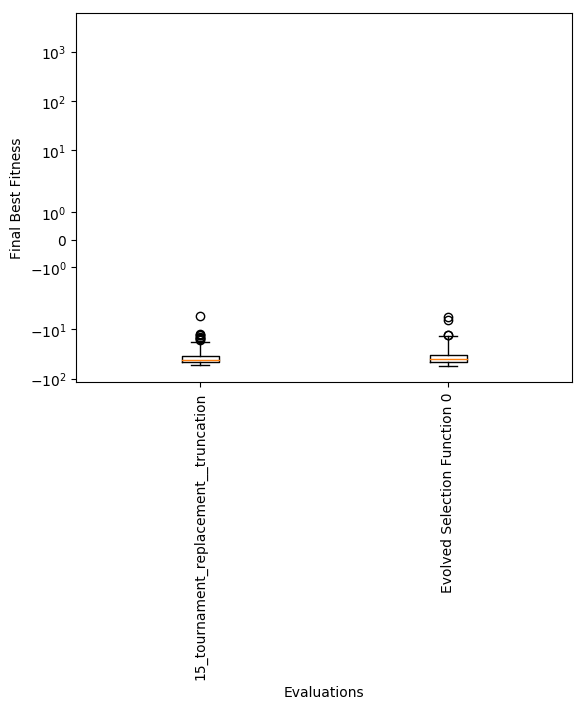 Final Best Fitness
10³
10²
10¹
10⁰
0
−10⁰
−10¹
−10²
15_tournament_replacement__truncation
Evolved Selection Function 0
Evaluations